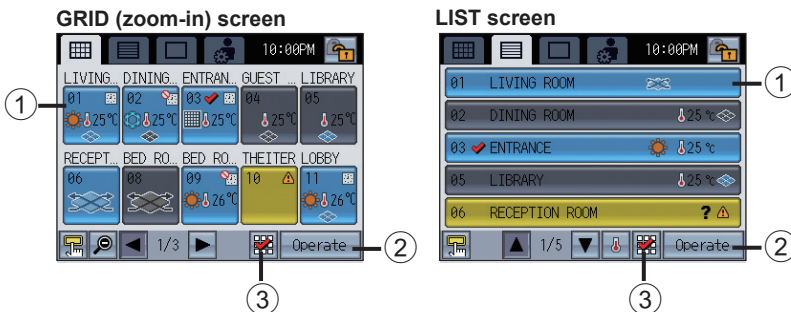 GRID (zoom-in) screen
10:00PM
LIVING... DINING... ENTRAN... GUEST ... LIBRARY
01 02 03 04 05
25℃ 25℃ 25℃ 25℃ 25℃
RECEPT... BED RO... BED RO... THEITER LOBBY
06 08 09 10 11
26℃ 26℃
1/3 Operate
1
2
3
LIST screen
10:00PM
01 LIVING ROOM
02 DINING ROOM 25℃
03 ENTRANCE 25℃
05 LIBRARY 25℃
06 RECEPTION ROOM ?
1/5 Operate
1
2
3